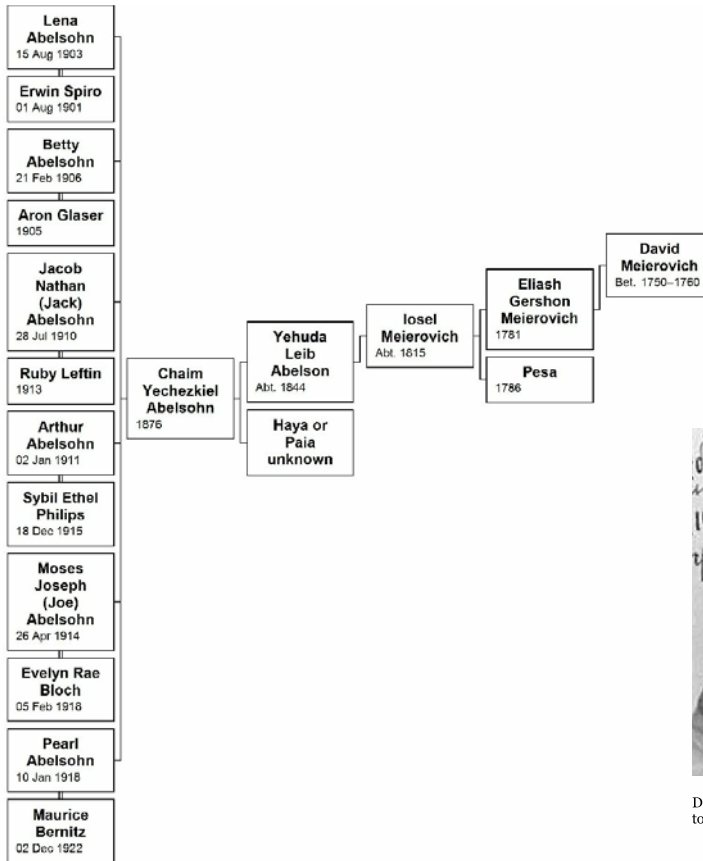 Lena
Abelsohn
15 Aug 1903
Erwin Spiro
01 Aug 1901
Betty
Abelsohn
21 Feb 1906
Aron Glaser
1905
Jacob
Nathan
(Jack)
Abelsohn
28 Jul 1910
Ruby Leftin
1913
Arthur
Abelsohn
02 Jan 1911
Sybil Ethel
Philips
18 Dec 1915
Moses
Joseph
(Joe)
Abelsohn
26 Apr 1914
Evelyn Rae
Bloch
05 Feb 1918
Pearl
Abelsohn
10 Jan 1918
Maurice
Bernitz
02 Dec 1922
Chaim
Yechezkiel
Abelsohn
1876
Yehuda
Leib
Abelson
Abt. 1844
Haya or
Paia
unknown
Iosel
Meierovich
Abt. 1815
Eliash
Gershon
Meierovich
1781
Pesa
1786
David
Meierovich
Bet. 1750–1760
D
to